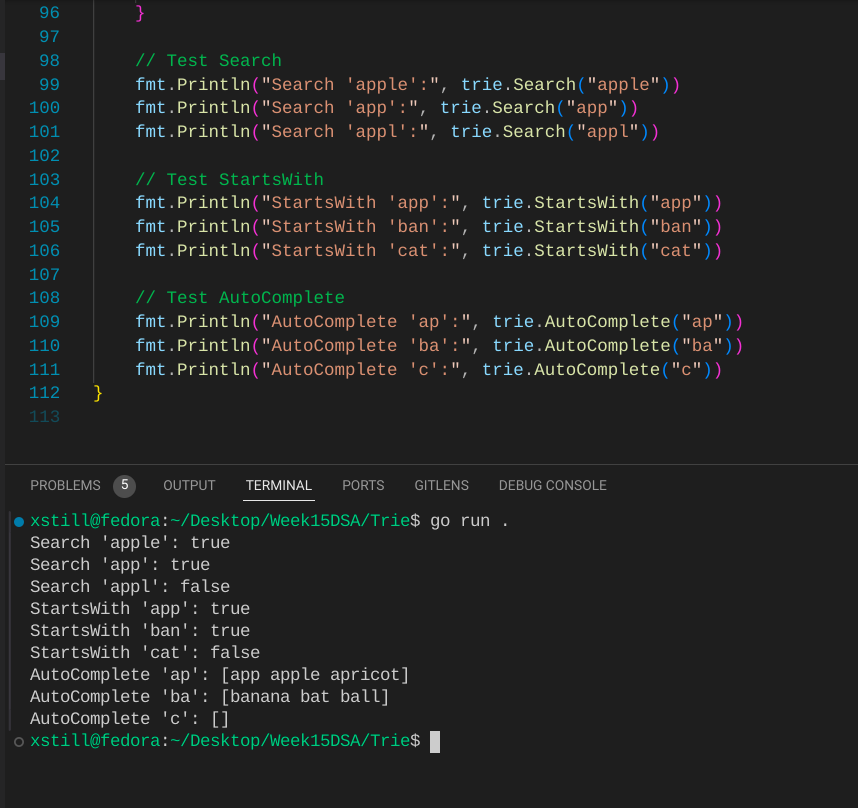 96 }
97
98 // Test Search
99 fmt.Println("Search 'apple':", trie.Search("apple"))
100 fmt.Println("Search 'app':", trie.Search("app"))
101 fmt.Println("Search 'appl':", trie.Search("appl"))
102
103 // Test StartsWith
104 fmt.Println("StartsWith 'app':", trie.StartsWith("app"))
105 fmt.Println("StartsWith 'ban':", trie.StartsWith("ban"))
106 fmt.Println("StartsWith 'cat':", trie.StartsWith("cat"))
107
108 // Test AutoComplete
109 fmt.Println("AutoComplete 'ap':", trie.AutoComplete("ap"))
110 fmt.Println("AutoComplete 'ba':", trie.AutoComplete("ba"))
111 fmt.Println("AutoComplete 'c':", trie.AutoComplete("c"))
112 }
113
PROBLEMS 5 OUTPUT TERMINAL PORTS GITLENS DEBUG CONSOLE
xstill@fedora:~/Desktop/Week15DSA/Trie$ go run .
Search 'apple': true
Search 'app': true
Search 'appl': false
StartsWith 'app': true
StartsWith 'ban': true
StartsWith 'cat': false
AutoComplete 'ap': [app apple apricot]
AutoComplete 'ba': [banana bat ball]
AutoComplete 'c': []
xstill@fedora:~/Desktop/Week15DSA/Trie$